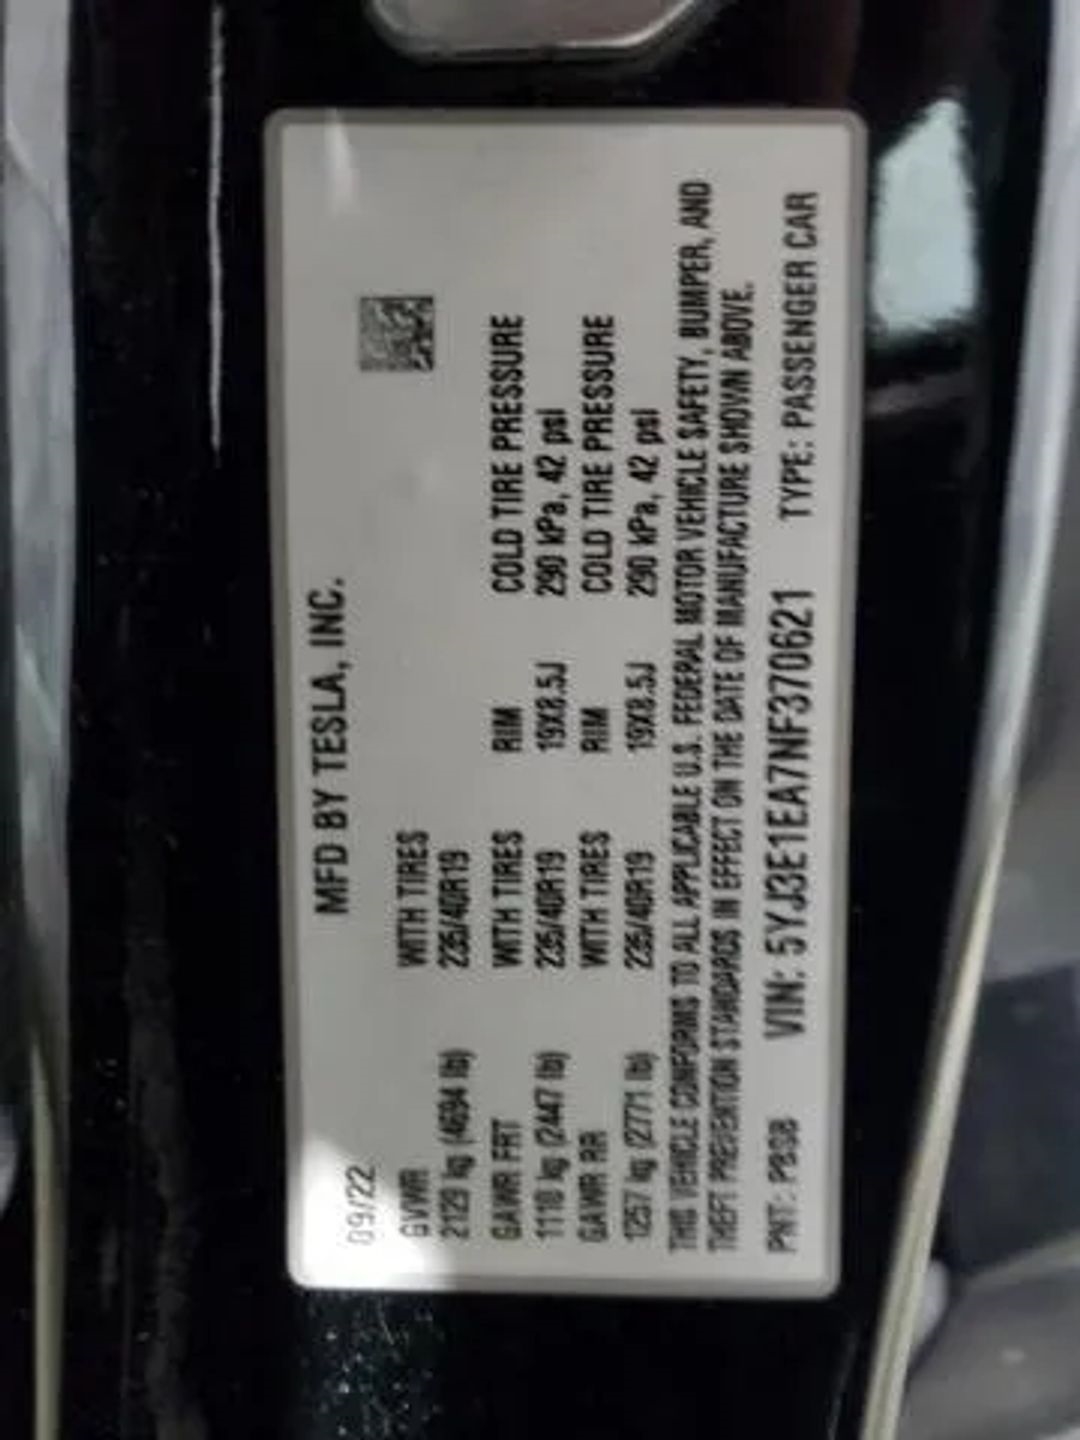 MFD BY TESLA, INC.
09/22
GVWR WITH TIRES
2129 kg (4694 lb) 235/40R19
GAWR FRT WITH TIRES RIM COLD TIRE PRESSURE
1110 kg (2447 lb) 235/40R19 19X8.5J 290 kPa, 42 psi
GAWR RR WITH TIRES RIM COLD TIRE PRESSURE
1257 kg (2771 lb) 235/40R19 19X8.5J 290 kPa, 42 psi
THIS VEHICLE CONFORMS TO ALL APPLICABLE U.S. FEDERAL MOTOR VEHICLE SAFETY, BUMPER, AND
THEFT PREVENTION STANDARDS IN EFFECT ON THE DATE OF MANUFACTURE SHOWN ABOVE.
PNT: PBSB VIN: 5YJ3E1EA7NF370621 TYPE: PASSENGER CAR